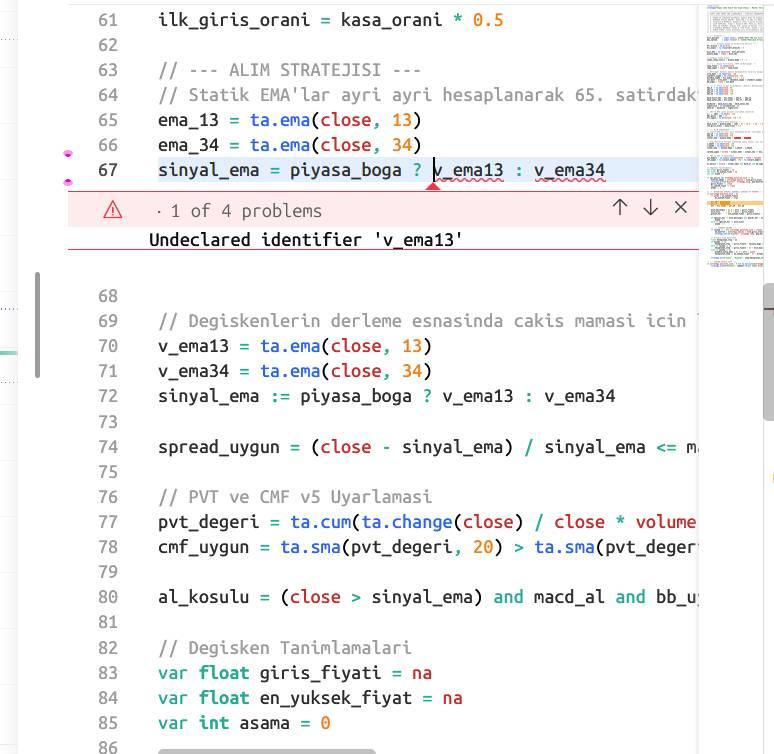 61 ilk_giris_orani = kasa_orani * 0.5
62
63 // --- ALIM STRATEJISI ---
64 // Statik EMA'lar ayri ayri hesaplanarak 65. satirdak
65 ema_13 = ta.ema(close, 13)
66 ema_34 = ta.ema(close, 34)
67 sinyal_ema = piyasa_boga ? v_ema13 : v_ema34
· 1 of 4 problems
Undeclared identifier 'v_ema13'
68
69 // Degiskenlerin derleme esnasinda cakis mamasi icin
70 v_ema13 = ta.ema(close, 13)
71 v_ema34 = ta.ema(close, 34)
72 sinyal_ema := piyasa_boga ? v_ema13 : v_ema34
73
74 spread_uygun = (close - sinyal_ema) / sinyal_ema <= m
75
76 // PVT ve CMF v5 Uyarlamasi
77 pvt_degeri = ta.cum(ta.change(close) / close * volume
78 cmf_uygun = ta.sma(pvt_degeri, 20) > ta.sma(pvt_deger
79
80 al_kosulu = (close > sinyal_ema) and macd_al and bb_u
81
82 // Degisken Tanimlamalari
83 var float giris_fiyati = na
84 var float en_yuksek_fiyat = na
85 var int asama = 0
86